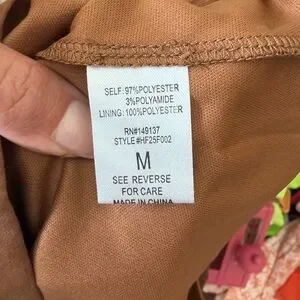 SELF: 97%POLYESTER
3%POLYAMIDE
LINING: 100%POLYESTER
RN#149137
STYLE#HF25F002
M
SEE REVERSE
FOR CARE
MADE IN CHINA